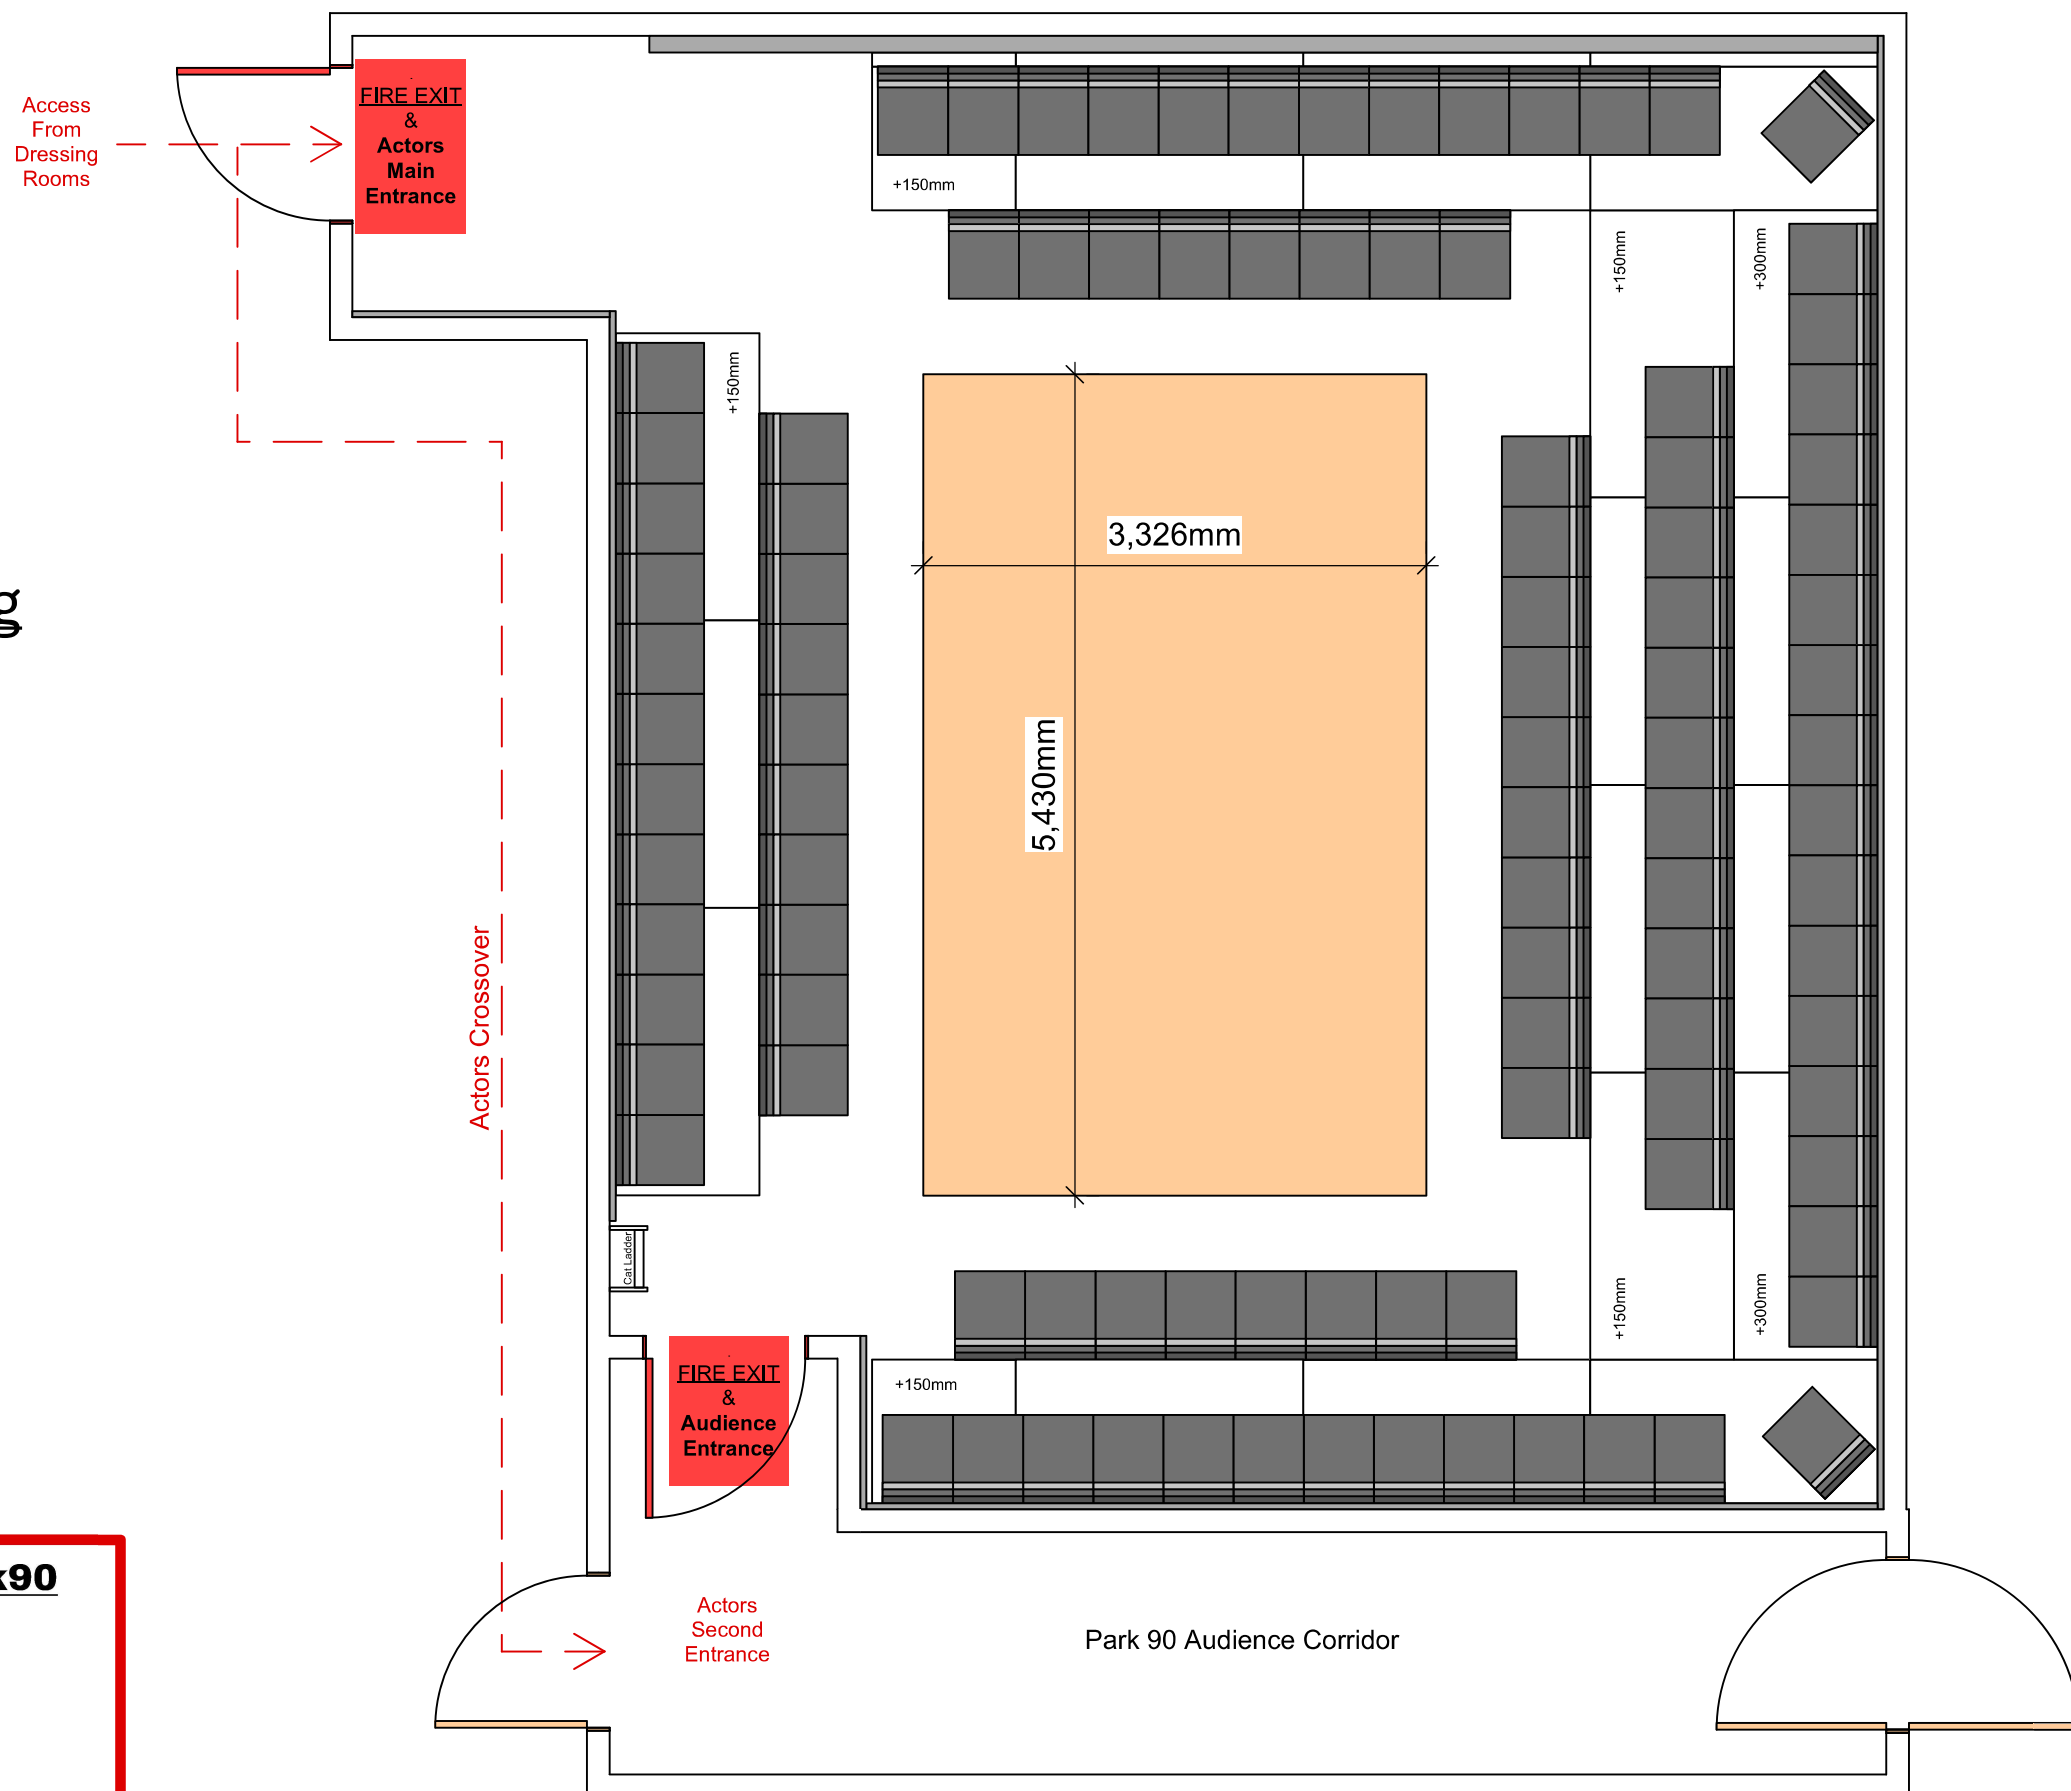 FIRE EXIT
&
Actors
Main
Entrance
Access
From
Dressing
Rooms
+150mm
+150mm
+300mm
+150mm
3,326mm
g
5,430mm
Actors Crossover
Cat Ladder
+150mm
+300mm
FIRE EXIT
&
Audience
Entrance
+150mm
k90
Actors
Second
Entrance
Park 90 Audience Corridor